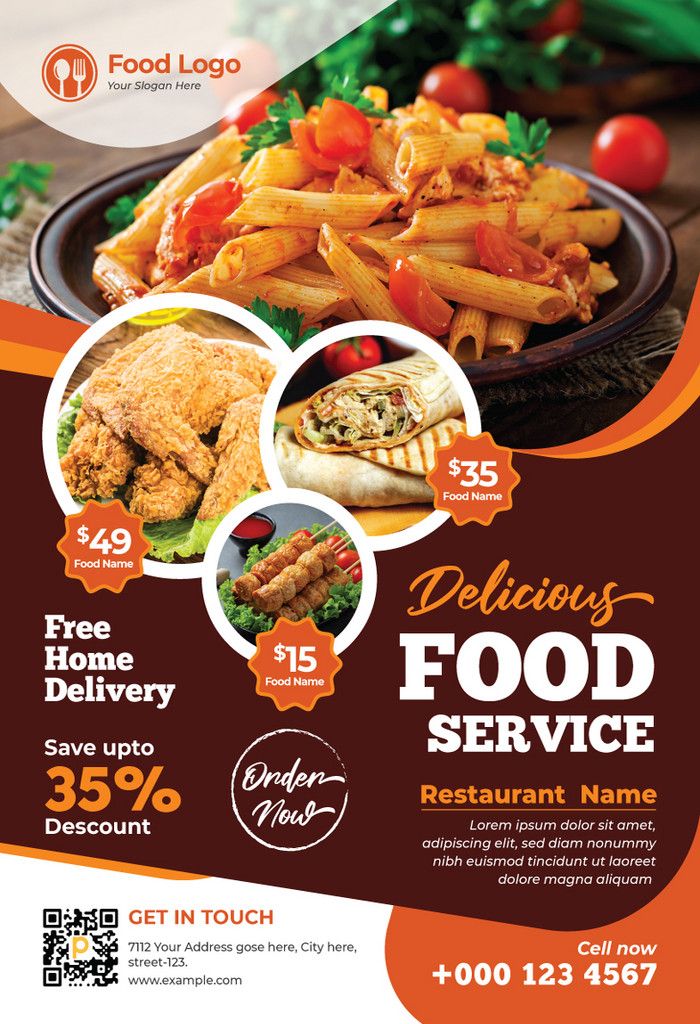 Food Logo
Your Slogan Here
$35
Food Name
$49
Food Name
$15
Food Name
Free
Home
Delivery
Save upto
35%
Descount
Order
Now
Delicious
FOOD
SERVICE
Restaurant Name
Lorem ipsum dolor sit amet,
adipiscing elit, sed diam nonummy
nibh euismod tincidunt ut laoreet
dolore magna aliquam
GET IN TOUCH
7112 Your Address gose here, City here,
street-123.
www.example.com
P
Cell now
+000 123 4567